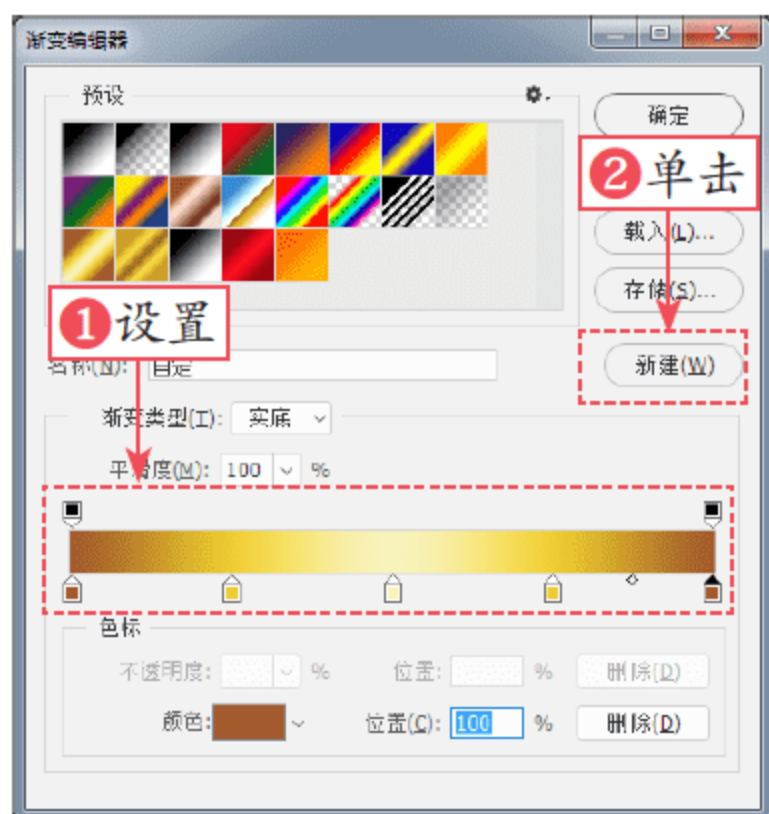 渐变编辑器
预设
确定
❷单击
载入(L)...
存储(S)...
❶设置
新建(W)
名称(N): 自定
渐变类型(T): 实底
平滑度(M): 100 %
色标
不透明度: % 位置: % 删除(D)
颜色: 位置(C): 100 % 删除(D)